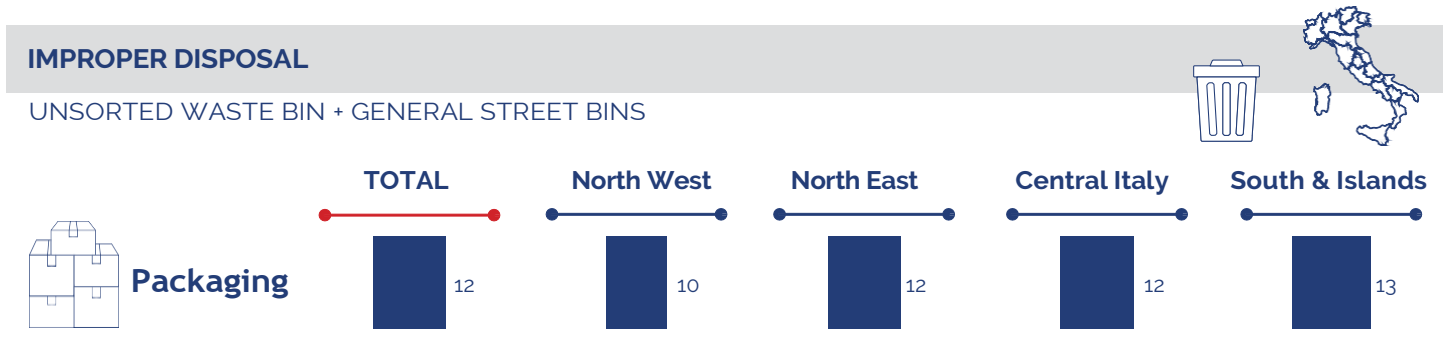 IMPROPER DISPOSAL
UNSORTED WASTE BIN + GENERAL STREET BINS
TOTAL North West North East Central Italy South & Islands
Packaging 12 10 12 12 13